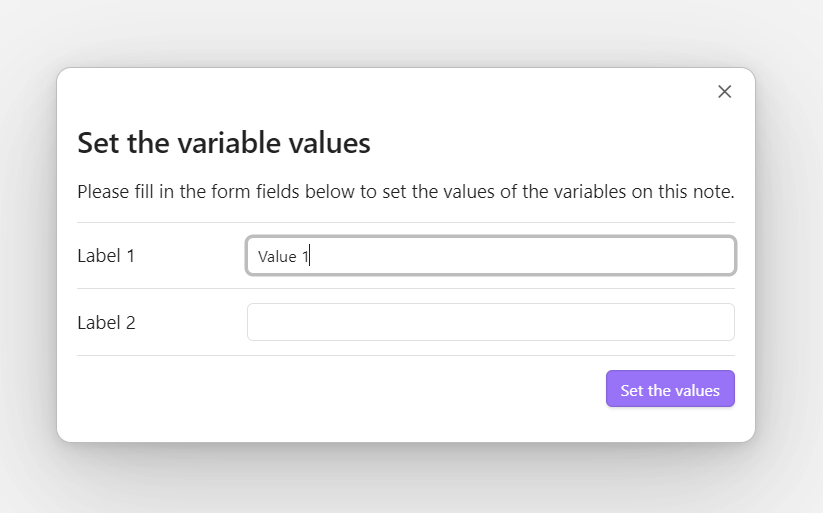 Set the variable values
Please fill in the form fields below to set the values of the variables on this note.
Label 1
Value 1
Label 2
Set the values